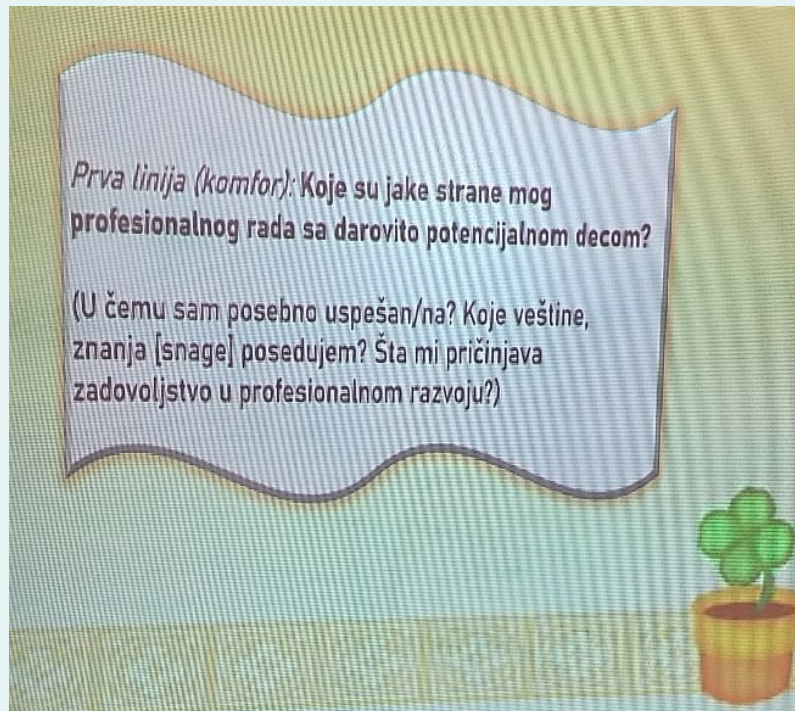 Prva linija (komfor): Koje su jake strane mog
profesionalnog rada sa darovito potencijalnom decom?
(U čemu sam posebno uspešan/na? Koje veštine,
znanja [snage] posedujem? Šta mi pričinjava
zadovoljstvo u profesionalnom razvoju?)